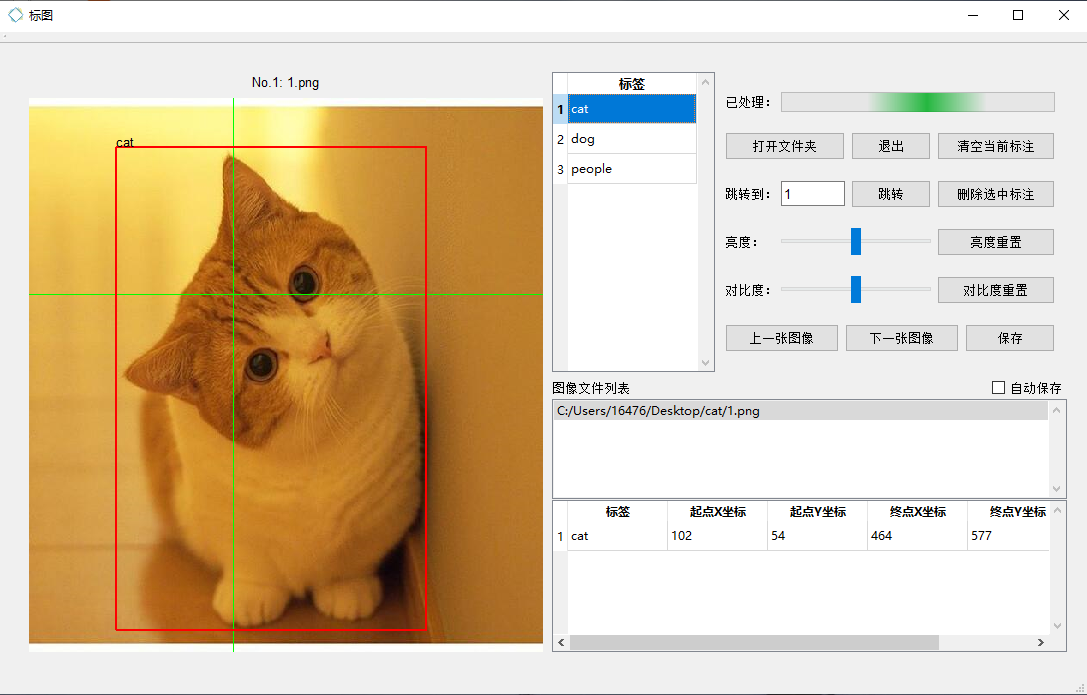 标图
No.1: 1.png
cat
标签
1 cat
2 dog
3 people
已处理：
打开文件夹 退出 清空当前标注
跳转到： 1 跳转 删除选中标注
亮度： 亮度重置
对比度： 对比度重置
上一张图像 下一张图像 保存
图像文件列表 自动保存
C:/Users/16476/Desktop/cat/1.png
标签 起点X坐标 起点Y坐标 终点X坐标 终点Y坐标
1 cat 102 54 464 577